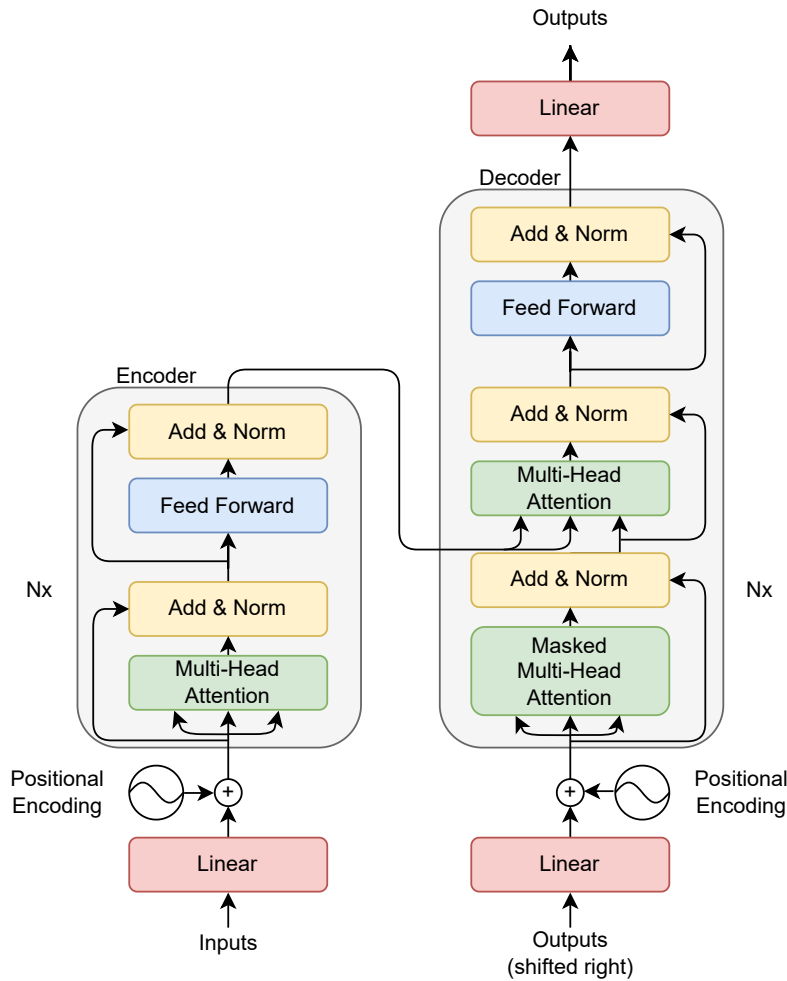 Outputs
Linear
Decoder
Add & Norm
Feed Forward
Add & Norm
Multi-Head
Attention
Add & Norm
Masked
Multi-Head
Attention
Nx
Positional
Encoding
+
Linear
Outputs
(shifted right)
Encoder
Add & Norm
Feed Forward
Add & Norm
Multi-Head
Attention
Nx
Positional
Encoding
+
Linear
Inputs